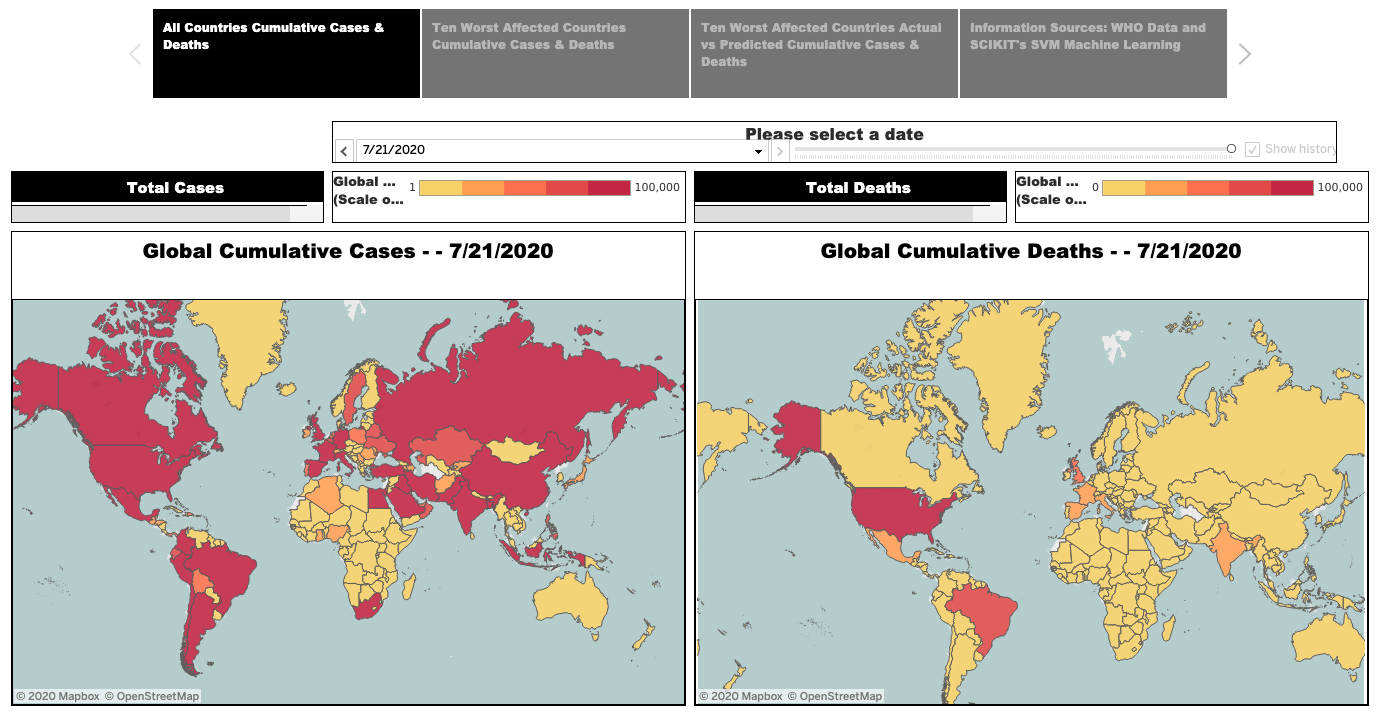 All Countries Cumulative Cases &
Deaths
Ten Worst Affected Countries
Cumulative Cases & Deaths
Ten Worst Affected Countries Actual
vs Predicted Cumulative Cases &
Deaths
Information Sources: WHO Data and
SCIKIT's SVM Machine Learning
Please select a date
7/21/2020
Show history
Total Cases
Global ...
(Scale o...
1
100,000
Total Deaths
Global ...
(Scale o...
0
100,000
Global Cumulative Cases - - 7/21/2020
Global Cumulative Deaths - - 7/21/2020
© 2020 Mapbox © OpenStreetMap
© 2020 Mapbox © OpenStreetMap